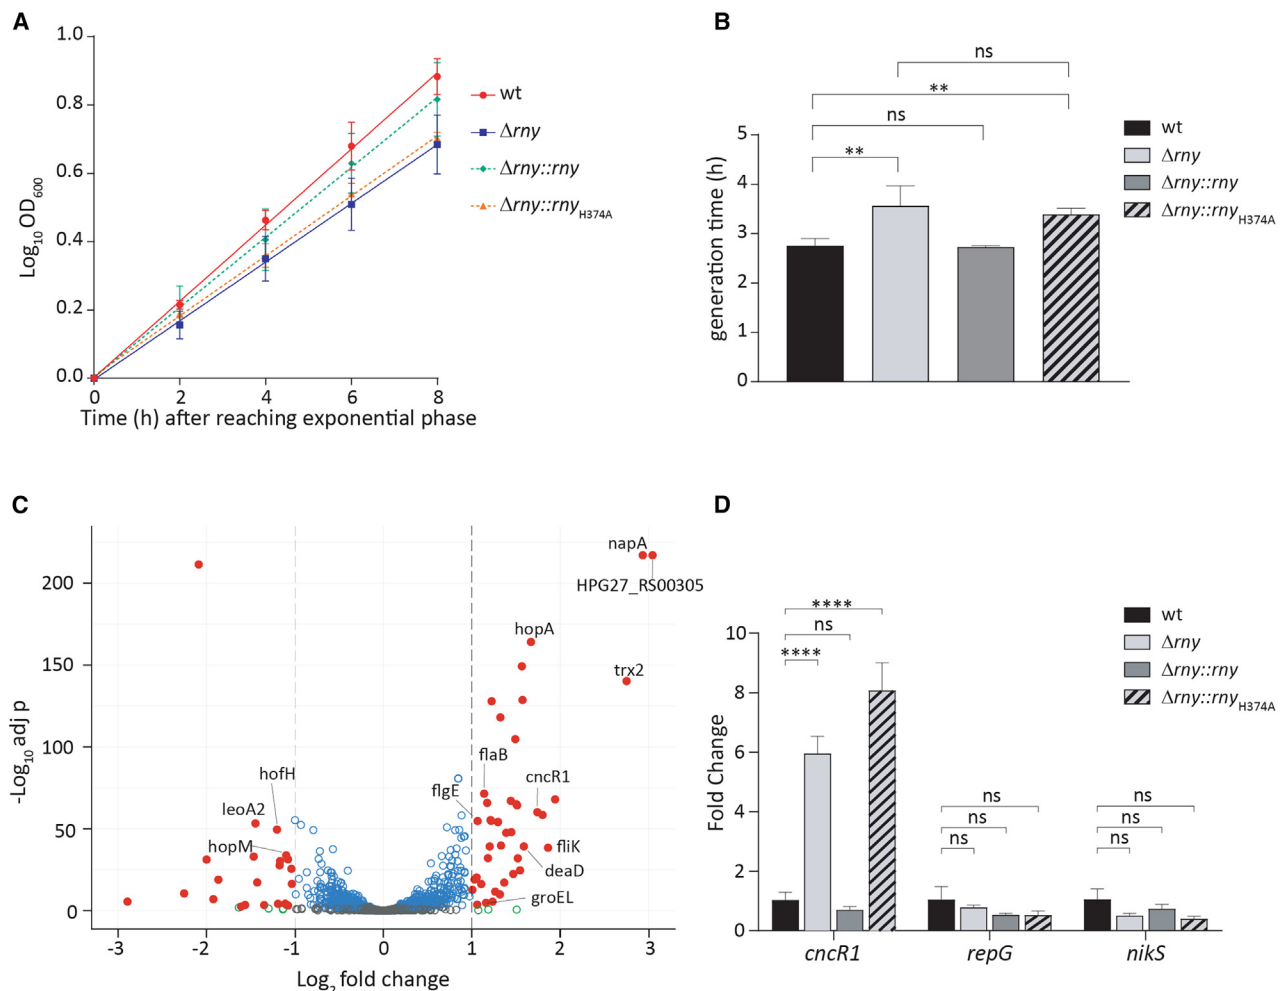 A
1.0
0.8
0.6
0.4
0.2
0.0
Log10 OD600
0 2 4 6 8
Time (h) after reaching exponential phase
wt
Δrny
Δrny::rny
Δrny::rnyH374A
B
ns
**
ns
**
5
4
3
2
1
0
generation time (h)
wt
Δrny
Δrny::rny
Δrny::rnyH374A
C
200
150
100
50
0
-Log10 adj p
napA
HPG27_RS00305
hopA
trx2
flaB
hofH
cncR1
flgE
leoA2
hopM
fliK
deaD
groEL
-3 -2 -1 0 1 2 3
Log2 fold change
D
10
8
6
4
2
0
Fold Change
****
ns
****
ns
ns
ns
ns
ns
ns
cncR1 repG nikS
wt
Δrny
Δrny::rny
Δrny::rnyH374A